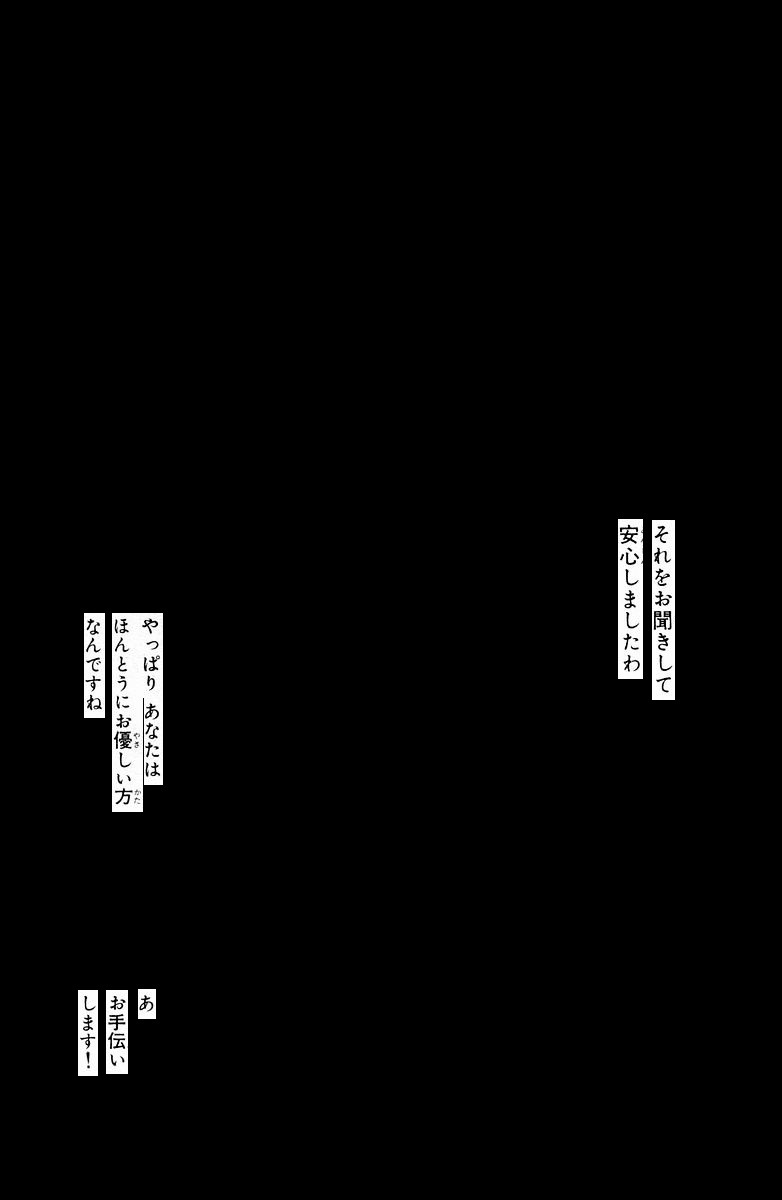 それをお聞きして
安心しましたわ
やっぱり あなたは
ほんとうにお優しい方
なんですね
あ
お手伝い
します!